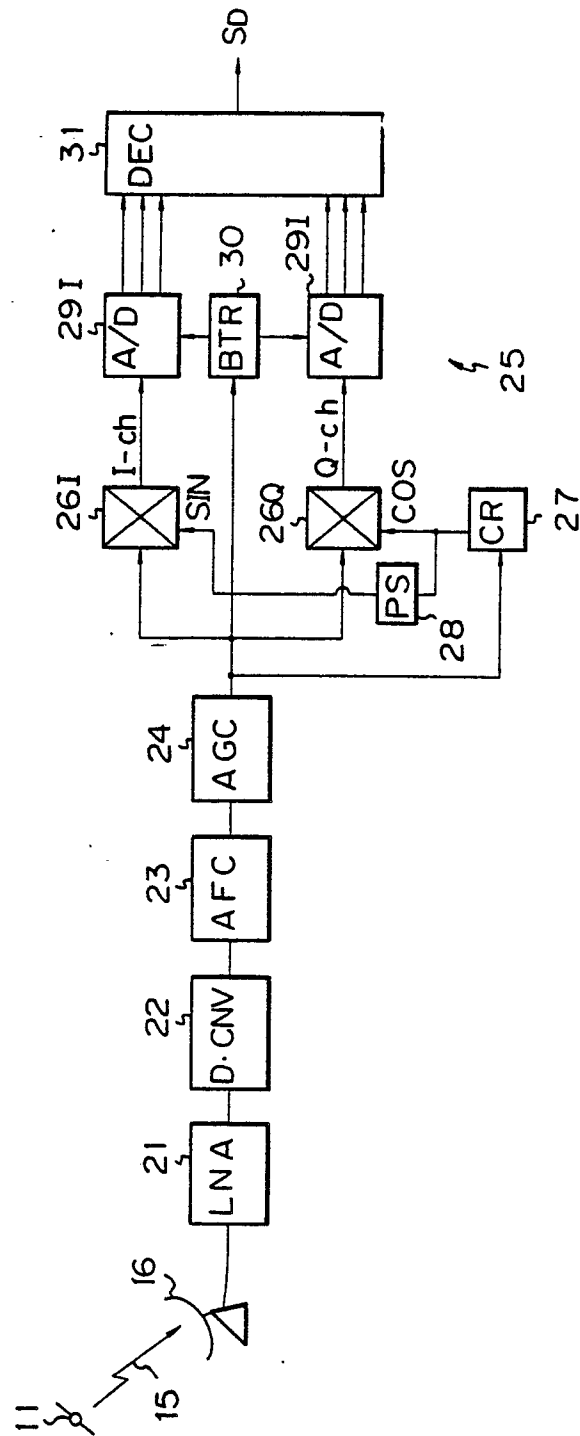 11
15
16
21
LNA
22
D·CNV
23
AFC
24
AGC
26I
I-ch
SIN
26Q
Q-ch
COS
PS
28
CR
27
29I
A/D
BTR
30
29I
A/D
25
31
DEC
SD